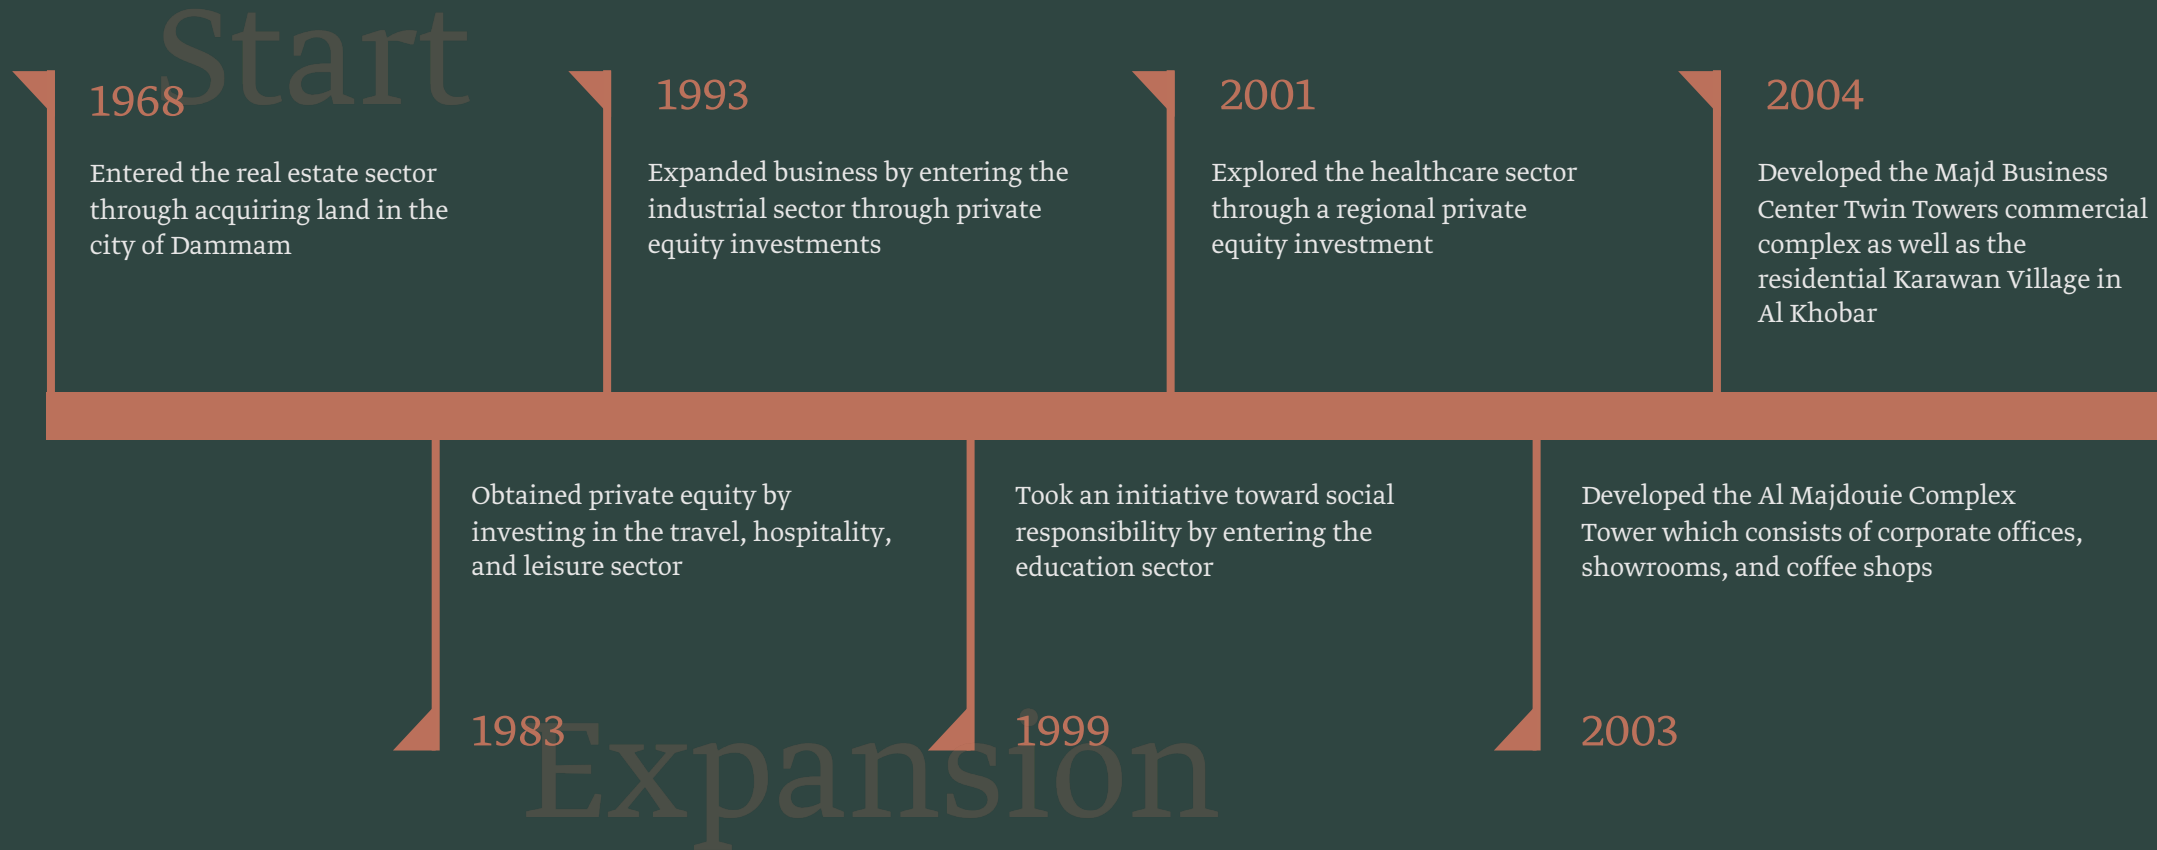 Start
1968
Entered the real estate sector
through acquiring land in the
city of Dammam
1993
Expanded business by entering the
industrial sector through private
equity investments
2001
Explored the healthcare sector
through a regional private
equity investment
2004
Developed the Majd Business
Center Twin Towers commercial
complex as well as the
residential Karawan Village in
Al Khobar
Obtained private equity by
investing in the travel, hospitality,
and leisure sector
1983
Took an initiative toward social
responsibility by entering the
education sector
1999
Developed the Al Majdouie Complex
Tower which consists of corporate offices,
showrooms, and coffee shops
2003
Expansion